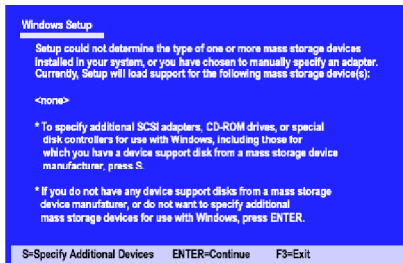 Windows Setup
Setup could not determine the type of one or more mass storage devices
installed in your system, or you have chosen to manually specify an adapter.
Currently, Setup will load support for the following mass storage device(s):
<none>
* To specify additional SCSI adapters, CD-ROM drives, or special
disk controllers for use with Windows, including those for
which you have a device support disk from a mass storage device
manufacturer, press S.
* If you do not have any device support disks from a mass storage
device manufaturer, or do not want to specify additional
mass storage devices for use with Windows, press ENTER.
S=Specify Additional Devices ENTER=Continue F3=Exit